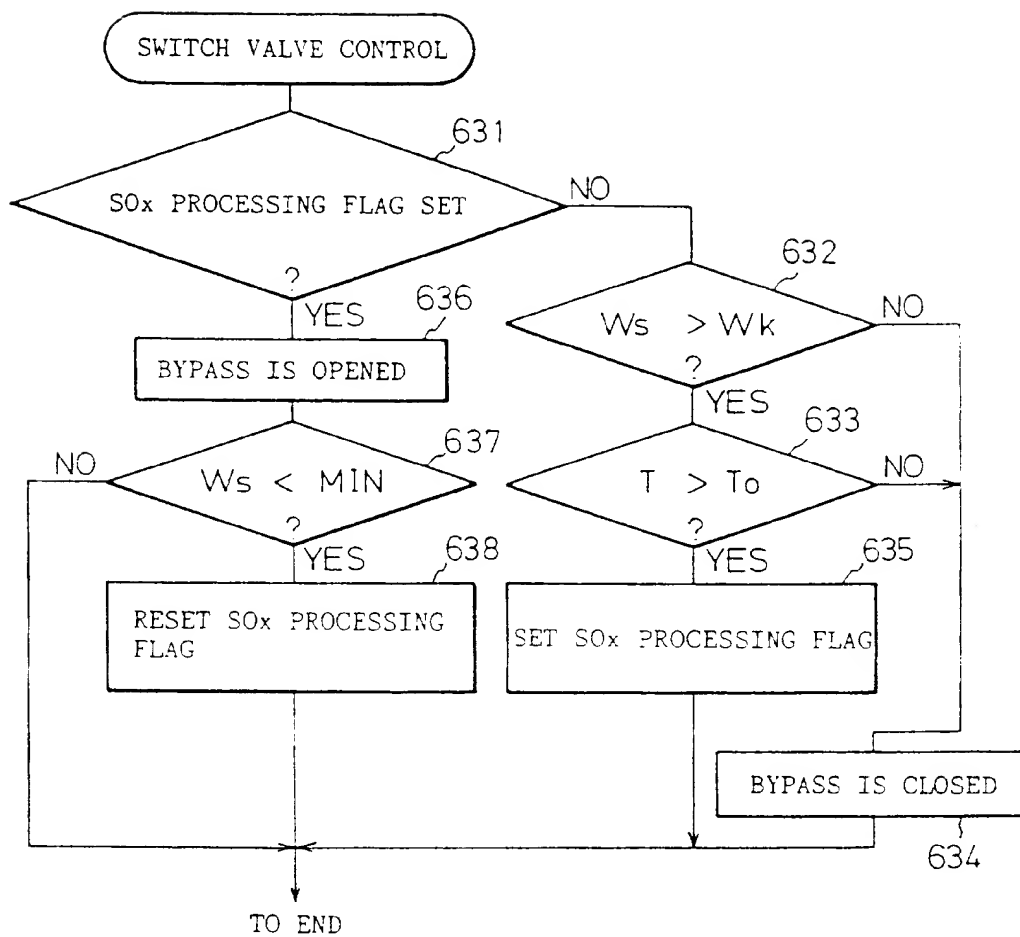 SWITCH VALVE CONTROL
631
SOx PROCESSING FLAG SET
?
NO
YES
632
Ws > Wk
?
NO
YES
636
BYPASS IS OPENED
637
Ws < MIN
?
NO
YES
633
T > To
?
NO
YES
638
RESET SOx PROCESSING
FLAG
635
SET SOx PROCESSING FLAG
BYPASS IS CLOSED
634
TO END